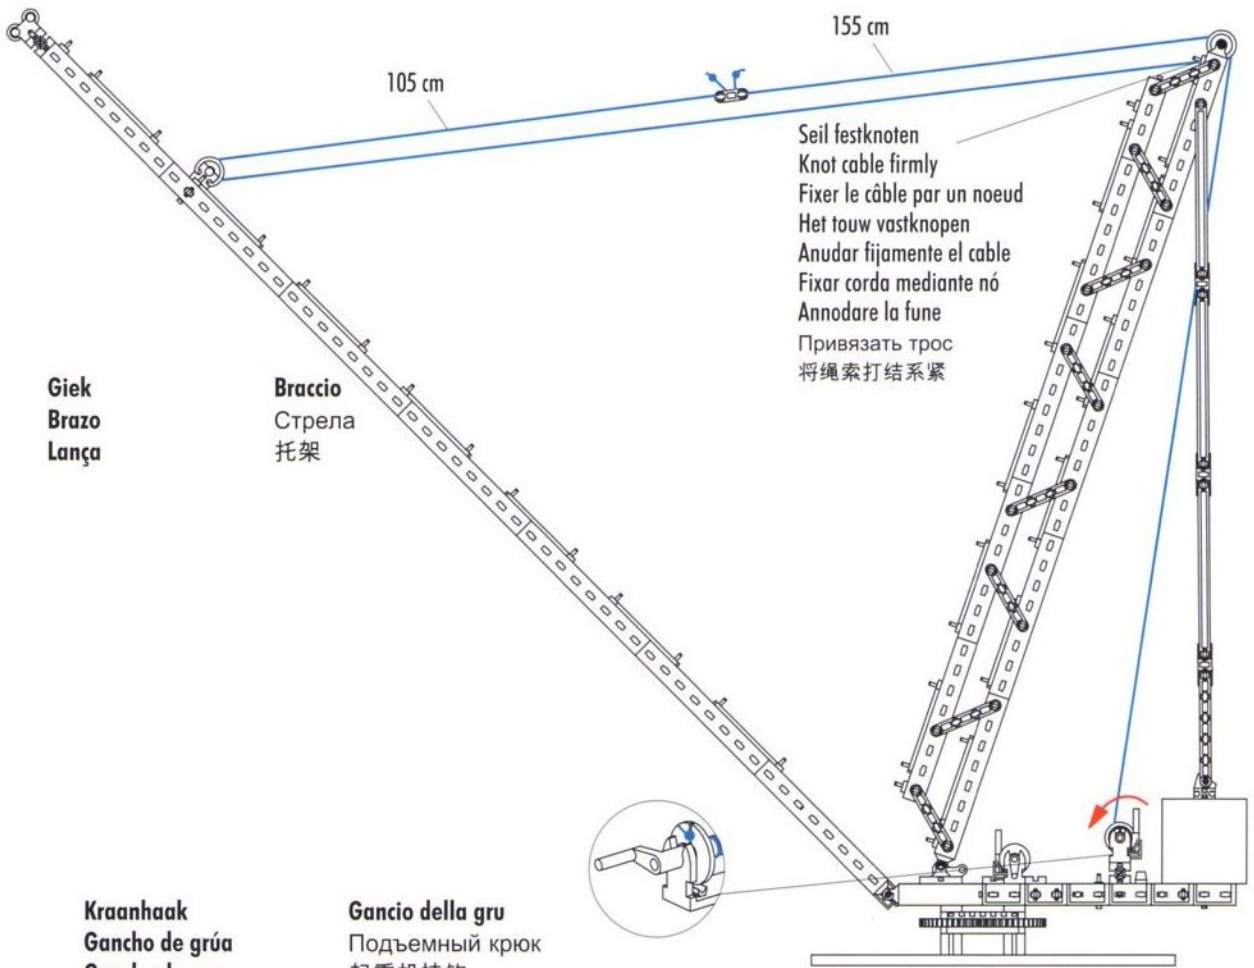 155 cm
105 cm
Seil festknoten
Knot cable firmly
Fixer le câble par un noeud
Het touw vastknopen
Anudar fijamente el cable
Fixar corda mediante nó
Annodare la fune
Привязать трос
将绳索打结系紧
Giek
Brazo
Lança
Braccio
Стрела
托架
Kraanhaak
Gancho de grúa
Gancio della gru
Подъемный крюк